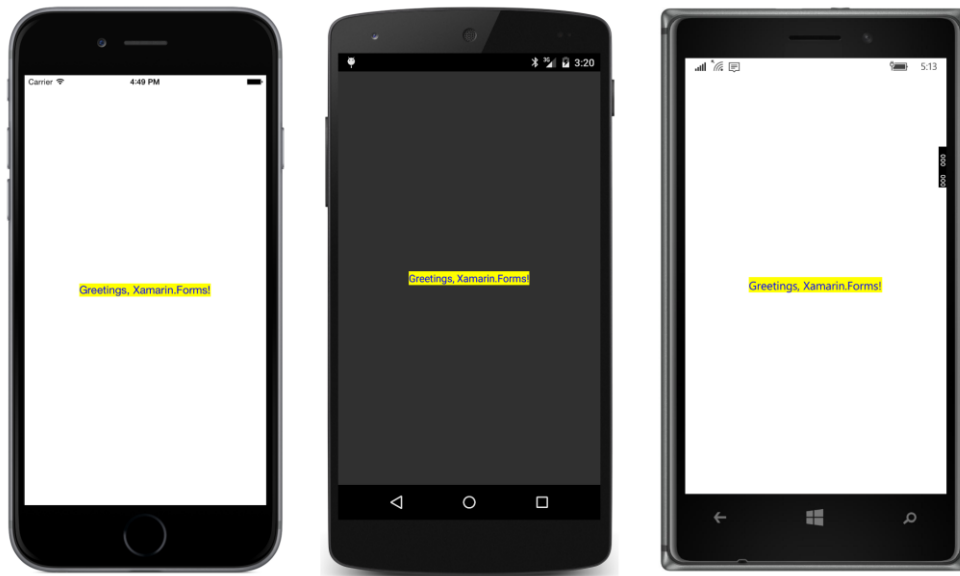 Carrier
4:49 PM
Greetings, Xamarin.Forms!
3G
3:20
Greetings, Xamarin.Forms!
5:13
000
000
Greetings, Xamarin.Forms!